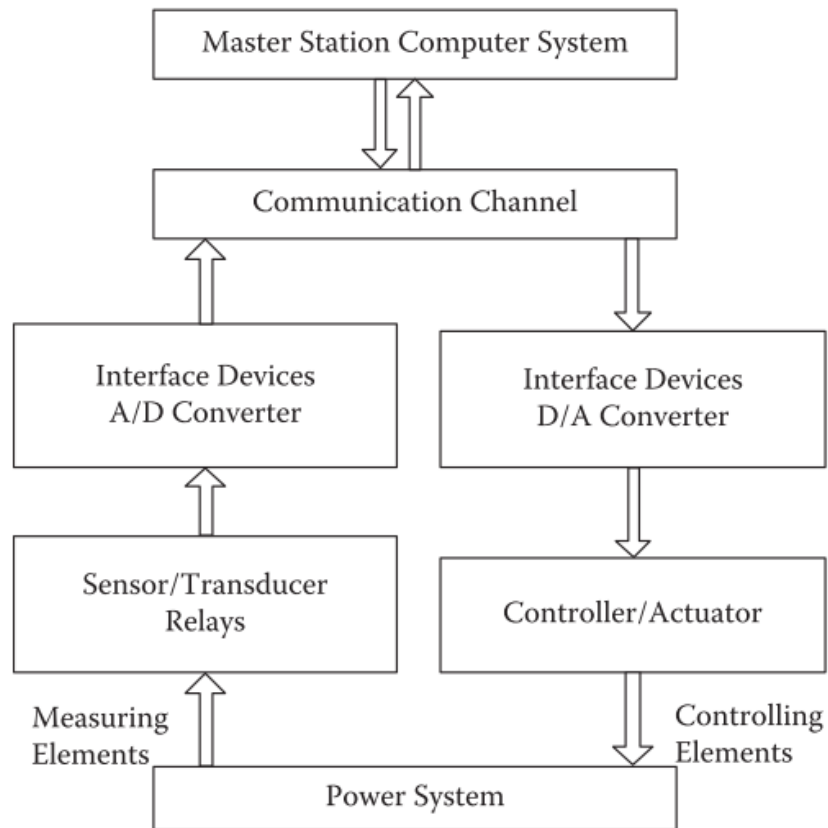 Master Station Computer System
Communication Channel
Interface Devices
A/D Converter
Interface Devices
D/A Converter
Sensor/Transducer
Relays
Controller/Actuator
Measuring
Elements
Controlling
Elements
Power System